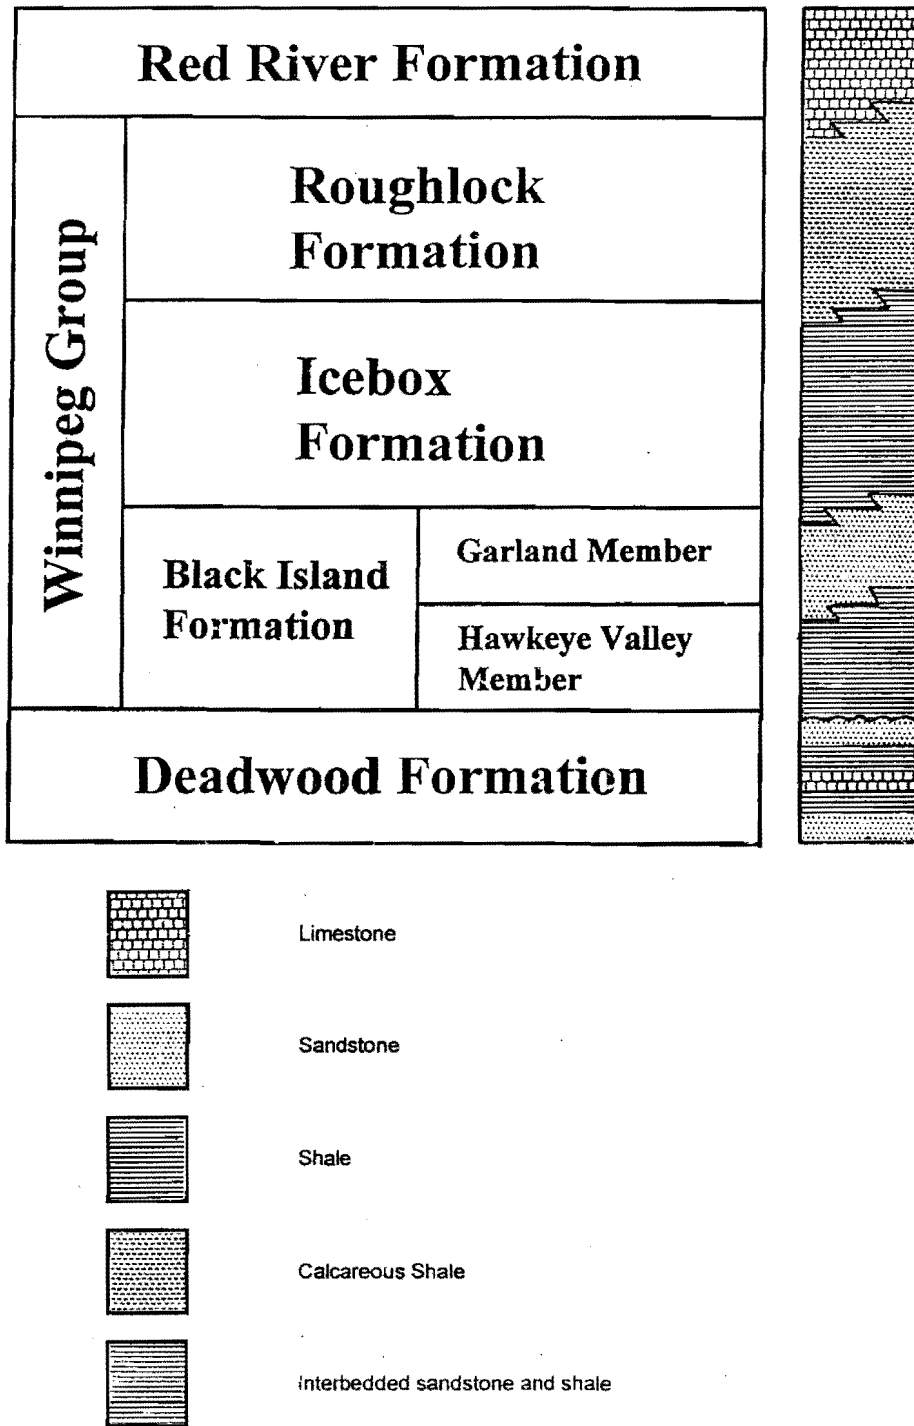 Red River Formation
Winnipeg Group
Roughlock
Formation
Icebox
Formation
Black Island
Formation
Garland Member
Hawkeye Valley
Member
Deadwood Formation
Limestone
Sandstone
Shale
Calcareous Shale
Interbedded sandstone and shale